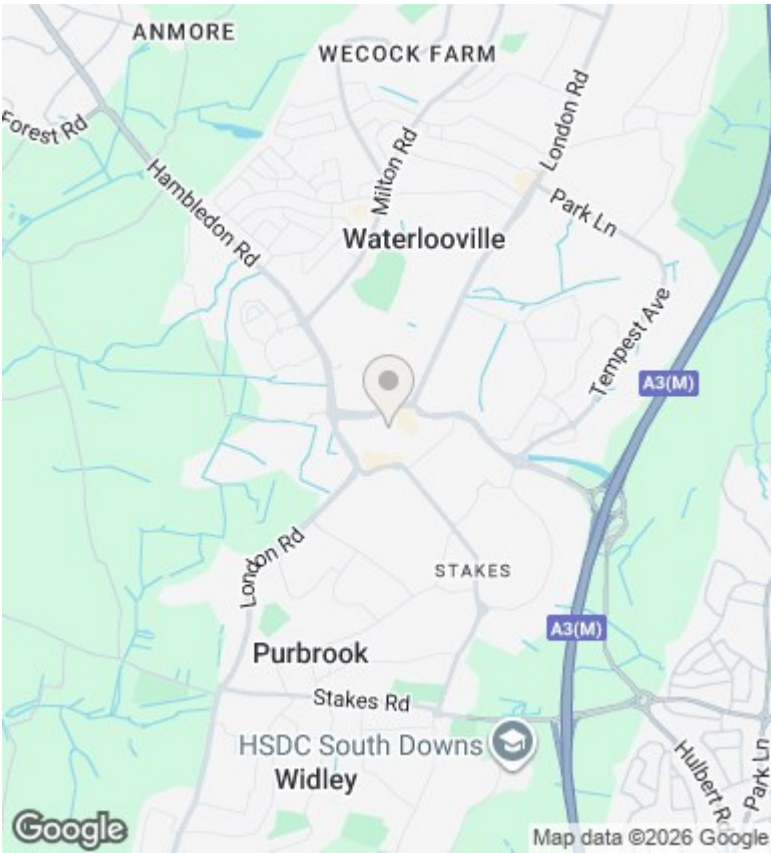 ANMORE
WECOCK FARM
Forest Rd
London Rd
Milton Rd
Hambledon Rd
Park Ln
Waterlooville
Tempest Ave
A3(M)
London Rd
STAKES
A3(M)
Purbrook
Stakes Rd
HSDC South Downs
Widley
Hulbert Rd
Park Ln
Google
Map data ©2026 Google